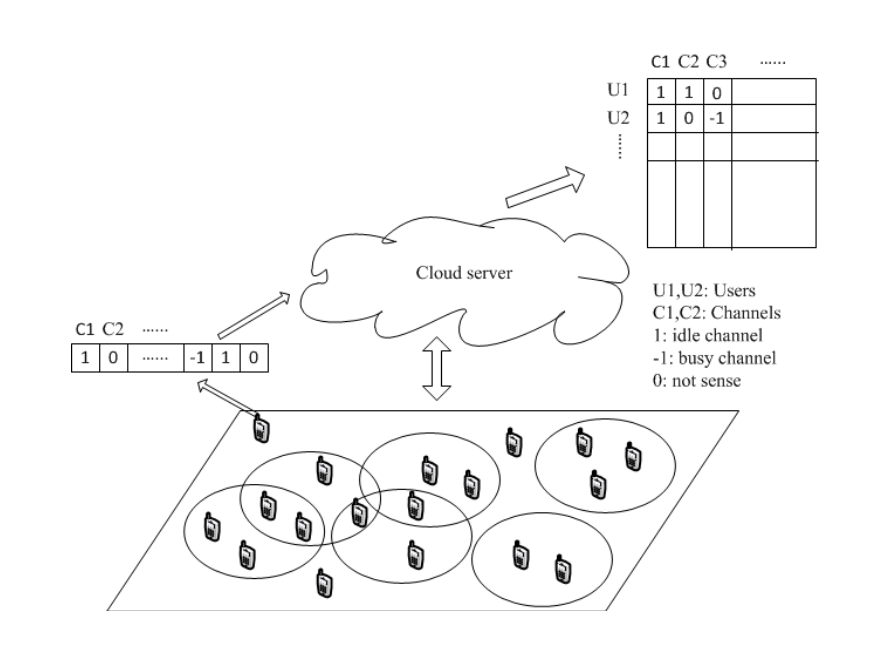 C1 C2 C3 ......
U1 1 1 0
U2 1 0 -1
......
Cloud server
U1,U2: Users
C1,C2: Channels
1: idle channel
-1: busy channel
0: not sense
C1 C2 ......
1 0 ...... -1 1 0